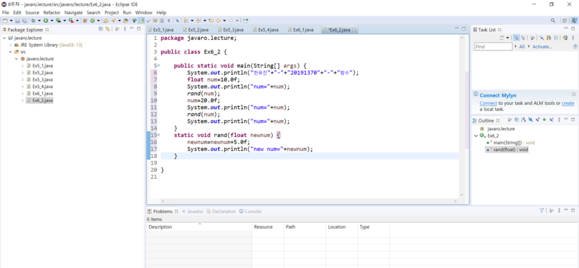 javaro.lecture/src/javaro/lecture/Ex6_2.java - Eclipse IDE
File Edit Source Refactor Navigate Search Project Run Window Help
Package Explorer
javaro.lecture
JRE System Library [JavaSE-13]
src
javaro.lecture
Ex5_1.java
Ex5_2.java
Ex5_3.java
Ex5_4.java
Ex6_1.java
Ex6_2.java
Ex5_1.java Ex5_2.java Ex5_3.java Ex5_4.java Ex6_1.java *Ex6_2.java
1 package javaro.lecture;
2
3 public class Ex6_2 {
4
5 public static void main(String[] args) {
6 System.out.println("한유진"+"-"+"20191370"+"-"+"함수");
7 float num=10.0f;
8 System.out.println("num="+num);
9 rand(num);
10 num=20.0f;
11 System.out.println("num="+num);
12 rand(num);
13 System.out.println("num="+num);
14 }
15 static void rand(float newnum) {
16 newnum=newnum+5.0f;
17 System.out.println("new num="+newnum);
18 }
19
20 }
21
Task List
Find All Activate...
Connect Mylyn
Connect to your task and ALM tools or create a local task.
Outline
javaro.lecture
Ex6_2
main(String[]) : void
rand(float) : void
Problems Javadoc Declaration Console
0 items
Description Resource Path Location Type